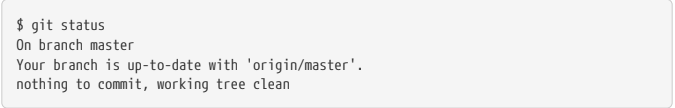 $ git status
On branch master
Your branch is up-to-date with 'origin/master'.
nothing to commit, working tree clean